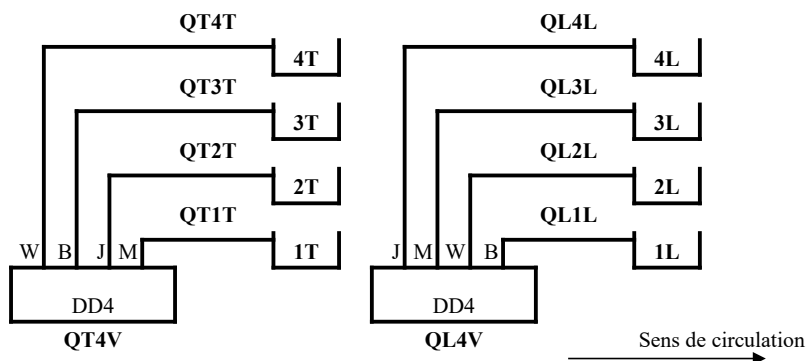 QT4T QL4L
4T 4L
QT3T QL3L
3T 3L
QT2T QL2L
2T 2L
QT1T QL1L
W B J M J M W B
1T 1L
DD4 DD4
QT4V QL4V
Sens de circulation